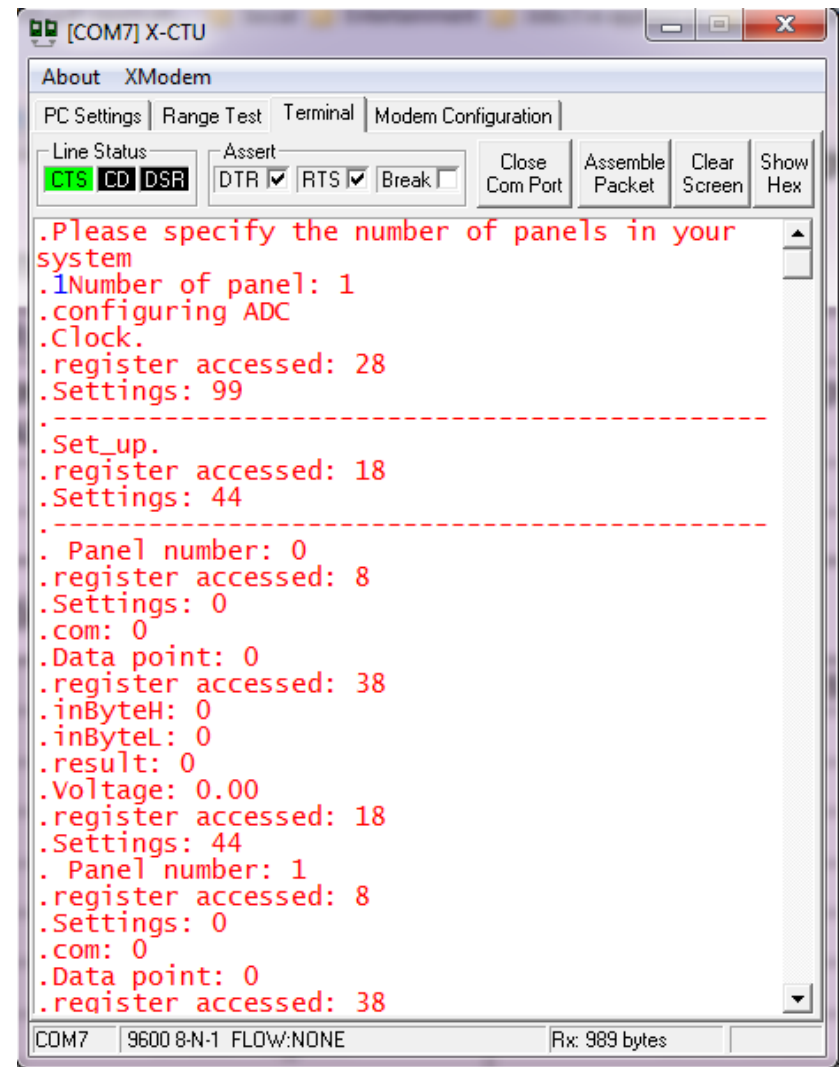 [COM7] X-CTU
About XModem
PC Settings Range Test Terminal Modem Configuration
Line Status
CTS CD DSR
Assert
DTR RTS Break
Close
Com Port
Assemble
Packet
Clear
Screen
Show
Hex
.Please specify the number of panels in your
system
.1Number of panel: 1
.configuring ADC
.Clock.
.register accessed: 28
.Settings: 99
.--------------------------------------------
.Set_up.
.register accessed: 18
.Settings: 44
.--------------------------------------------
. Panel number: 0
.register accessed: 8
.Settings: 0
.com: 0
.Data point: 0
.register accessed: 38
.inByteH: 0
.inByteL: 0
.result: 0
.Voltage: 0.00
.register accessed: 18
.Settings: 44
. Panel number: 1
.register accessed: 8
.Settings: 0
.com: 0
.Data point: 0
.register accessed: 38
COM7 9600 8-N-1 FLOW:NONE Rx: 989 bytes